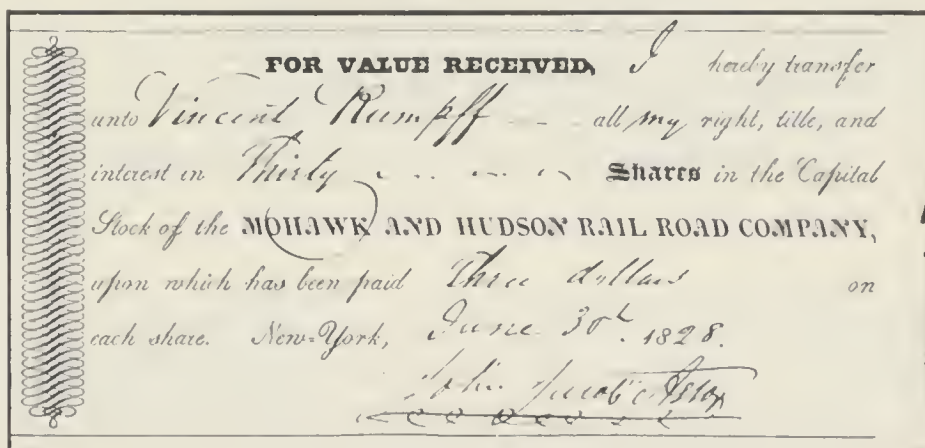 FOR VALUE RECEIVED, I hereby transfer
unto Vincent Rumpff all my right, title, and
interest in Thirty Shares in the Capital
Stock of the MOHAWK AND HUDSON RAIL ROAD COMPANY,
upon which has been paid Three dollars on
each share. New-York, June 30th. 1828.
John Jacob Astor